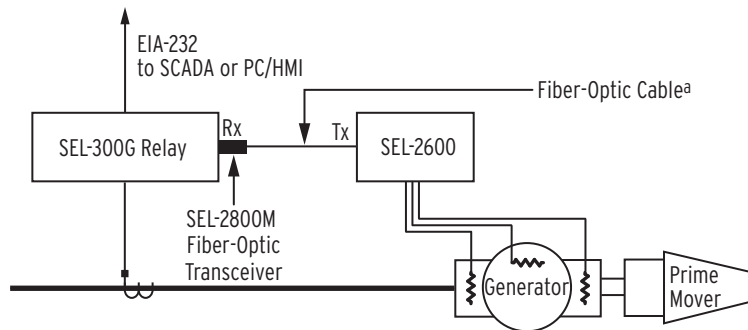 EIA-232
to SCADA or PC/HMI
Fiber-Optic Cableª
Rx
Tx
SEL-300G Relay
SEL-2600
SEL-2800M
Fiber-Optic
Transceiver
Generator
Prime
Mover